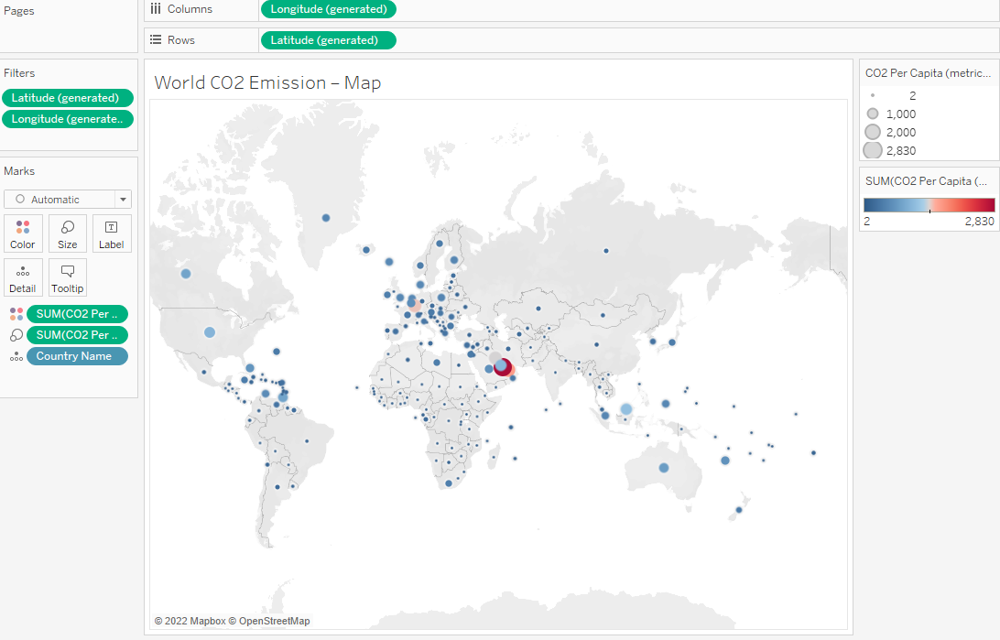 Pages
Columns
Longitude (generated)
Rows
Latitude (generated)
Filters
Latitude (generated)
Longitude (generate..
Marks
Automatic
Color
Size
Label
Detail
Tooltip
SUM(CO2 Per ..
SUM(CO2 Per ..
Country Name
World CO2 Emission – Map
© 2022 Mapbox © OpenStreetMap
CO2 Per Capita (metric...
2
1,000
2,000
2,830
SUM(CO2 Per Capita (...
2 2,830